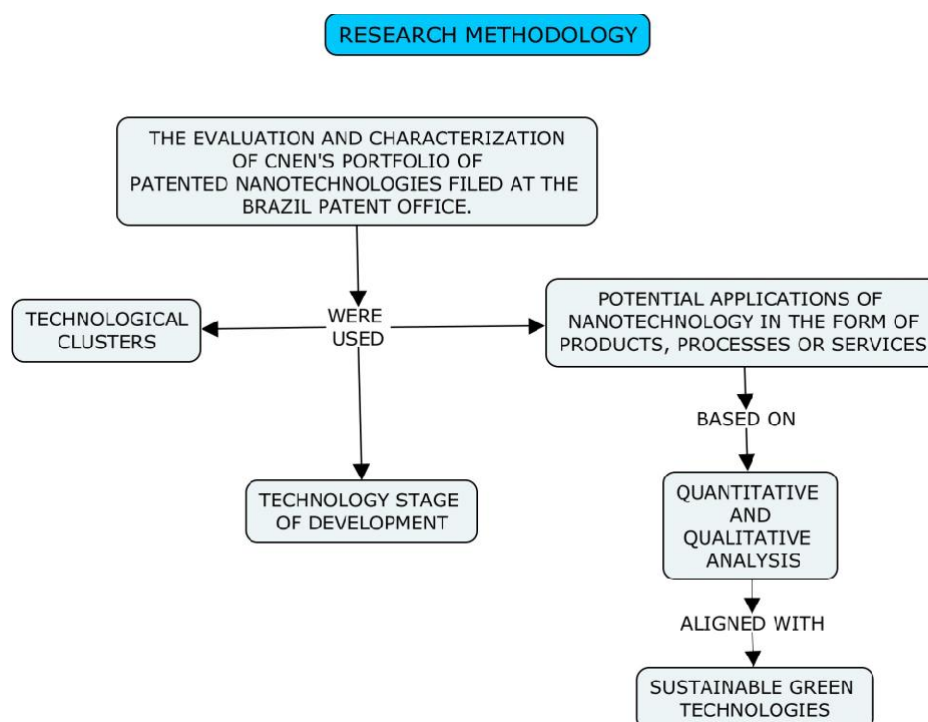 RESEARCH METHODOLOGY
THE EVALUATION AND CHARACTERIZATION
OF CNEN'S PORTFOLIO OF
PATENTED NANOTECHNOLOGIES FILED AT THE
BRAZIL PATENT OFFICE.
WERE
USED
TECHNOLOGICAL
CLUSTERS
POTENTIAL APPLICATIONS OF
NANOTECHNOLOGY IN THE FORM OF
PRODUCTS, PROCESSES OR SERVICES
TECHNOLOGY STAGE
OF DEVELOPMENT
BASED ON
QUANTITATIVE
AND
QUALITATIVE
ANALYSIS
ALIGNED WITH
SUSTAINABLE GREEN
TECHNOLOGIES